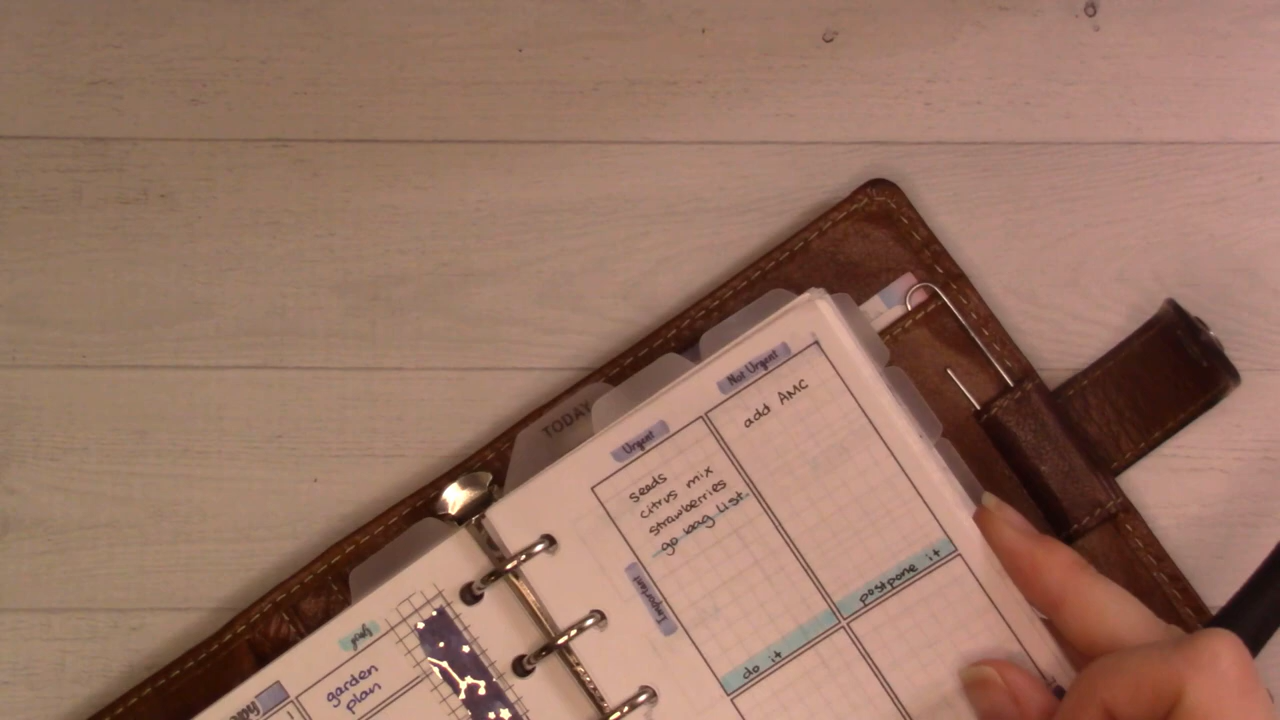 TODAY
Urgent
Not Urgent
seeds
citrus mix
strawberries
go bag list
add AMC
Important
do it
postpone it
goal
garden
plan